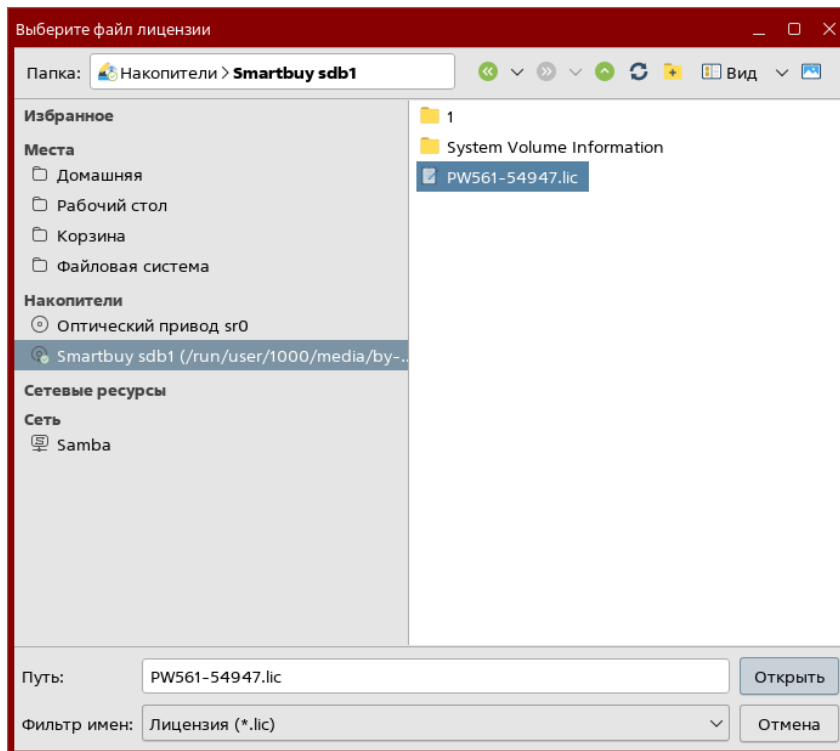 Выберите файл лицензии
Папка: Накопители > Smartbuy sdb1
Вид
Избранное
Места
Домашняя
Рабочий стол
Корзина
Файловая система
Накопители
Оптический привод sr0
Smartbuy sdb1 (/run/user/1000/media/by-..
Сетевые ресурсы
Сеть
Samba
1
System Volume Information
PW561-54947.lic
Путь: PW561-54947.lic
Открыть
Фильтр имен: Лицензия (*.lic)
Отмена